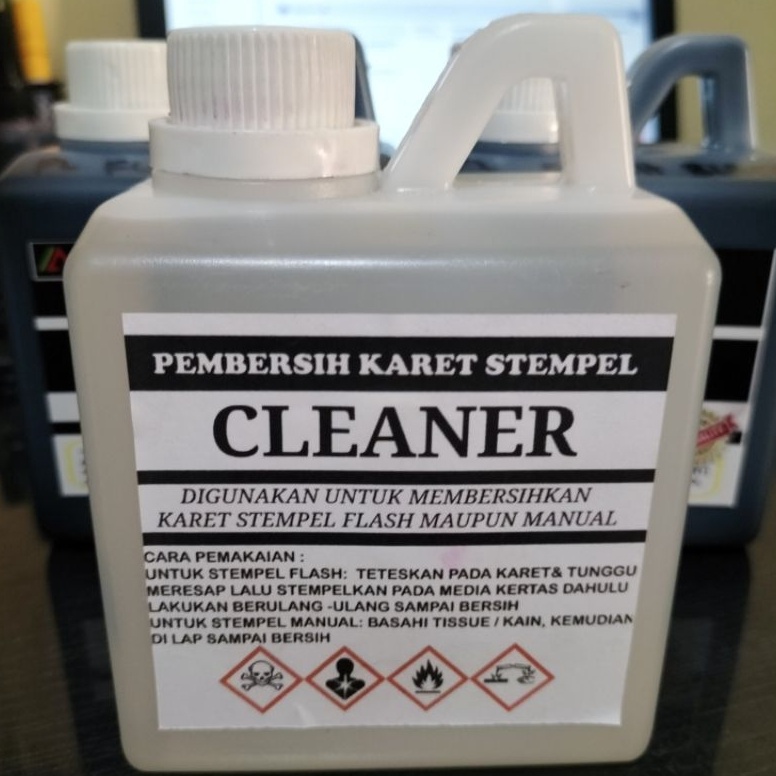 PEMBERSIH KARET STEMPEL
CLEANER
DIGUNAKAN UNTUK MEMBERSIHKAN
KARET STEMPEL FLASH MAUPUN MANUAL
CARA PEMAKAIAN :
UNTUK STEMPEL FLASH: TETESKAN PADA KARET& TUNGGU
MERESAP LALU STEMPELKAN PADA MEDIA KERTAS DAHULU
LAKUKAN BERULANG -ULANG SAMPAI BERSIH
UNTUK STEMPEL MANUAL: BASAHI TISSUE / KAIN, KEMUDIAN
DI LAP SAMPAI BERSIH